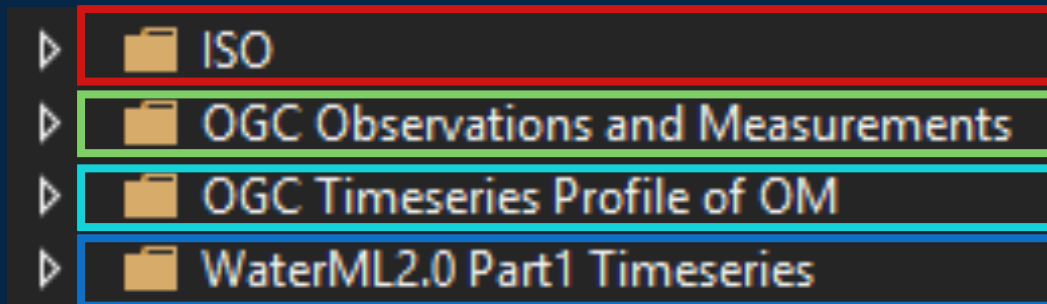 ISO
OGC Observations and Measurements
OGC Timeseries Profile of OM
WaterML2.0 Part1 Timeseries